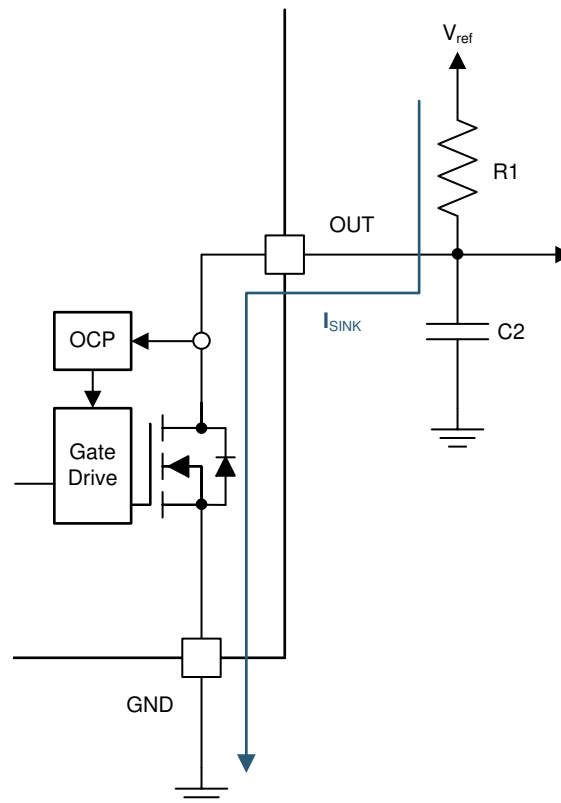 Vref
R1
OUT
ISINK
C2
OCP
Gate
Drive
GND